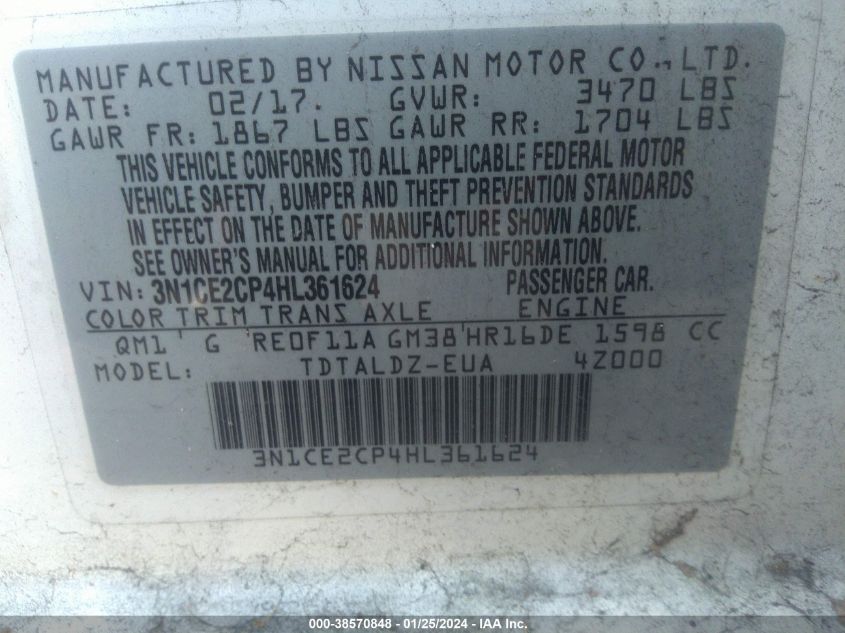 MANUFACTURED BY NISSAN MOTOR CO., LTD.
DATE: 02/17 GVWR: 3470 LBS
GAWR FR: 1867 LBS GAWR RR: 1704 LBS
THIS VEHICLE CONFORMS TO ALL APPLICABLE FEDERAL MOTOR
VEHICLE SAFETY, BUMPER AND THEFT PREVENTION STANDARDS
IN EFFECT ON THE DATE OF MANUFACTURE SHOWN ABOVE.
SEE OWNER'S MANUAL FOR ADDITIONAL INFORMATION.
VIN: 3N1CE2CP4HL361624 PASSENGER CAR.
COLOR TRIM TRANS AXLE ENGINE
QM1 G RE0F11A GM38 HR16DE 1598 CC
MODEL: TDTALDZ-EUA 4Z000
3N1CE2CP4HL361624
000-38570848 - 01/25/2024 - IAA Inc.